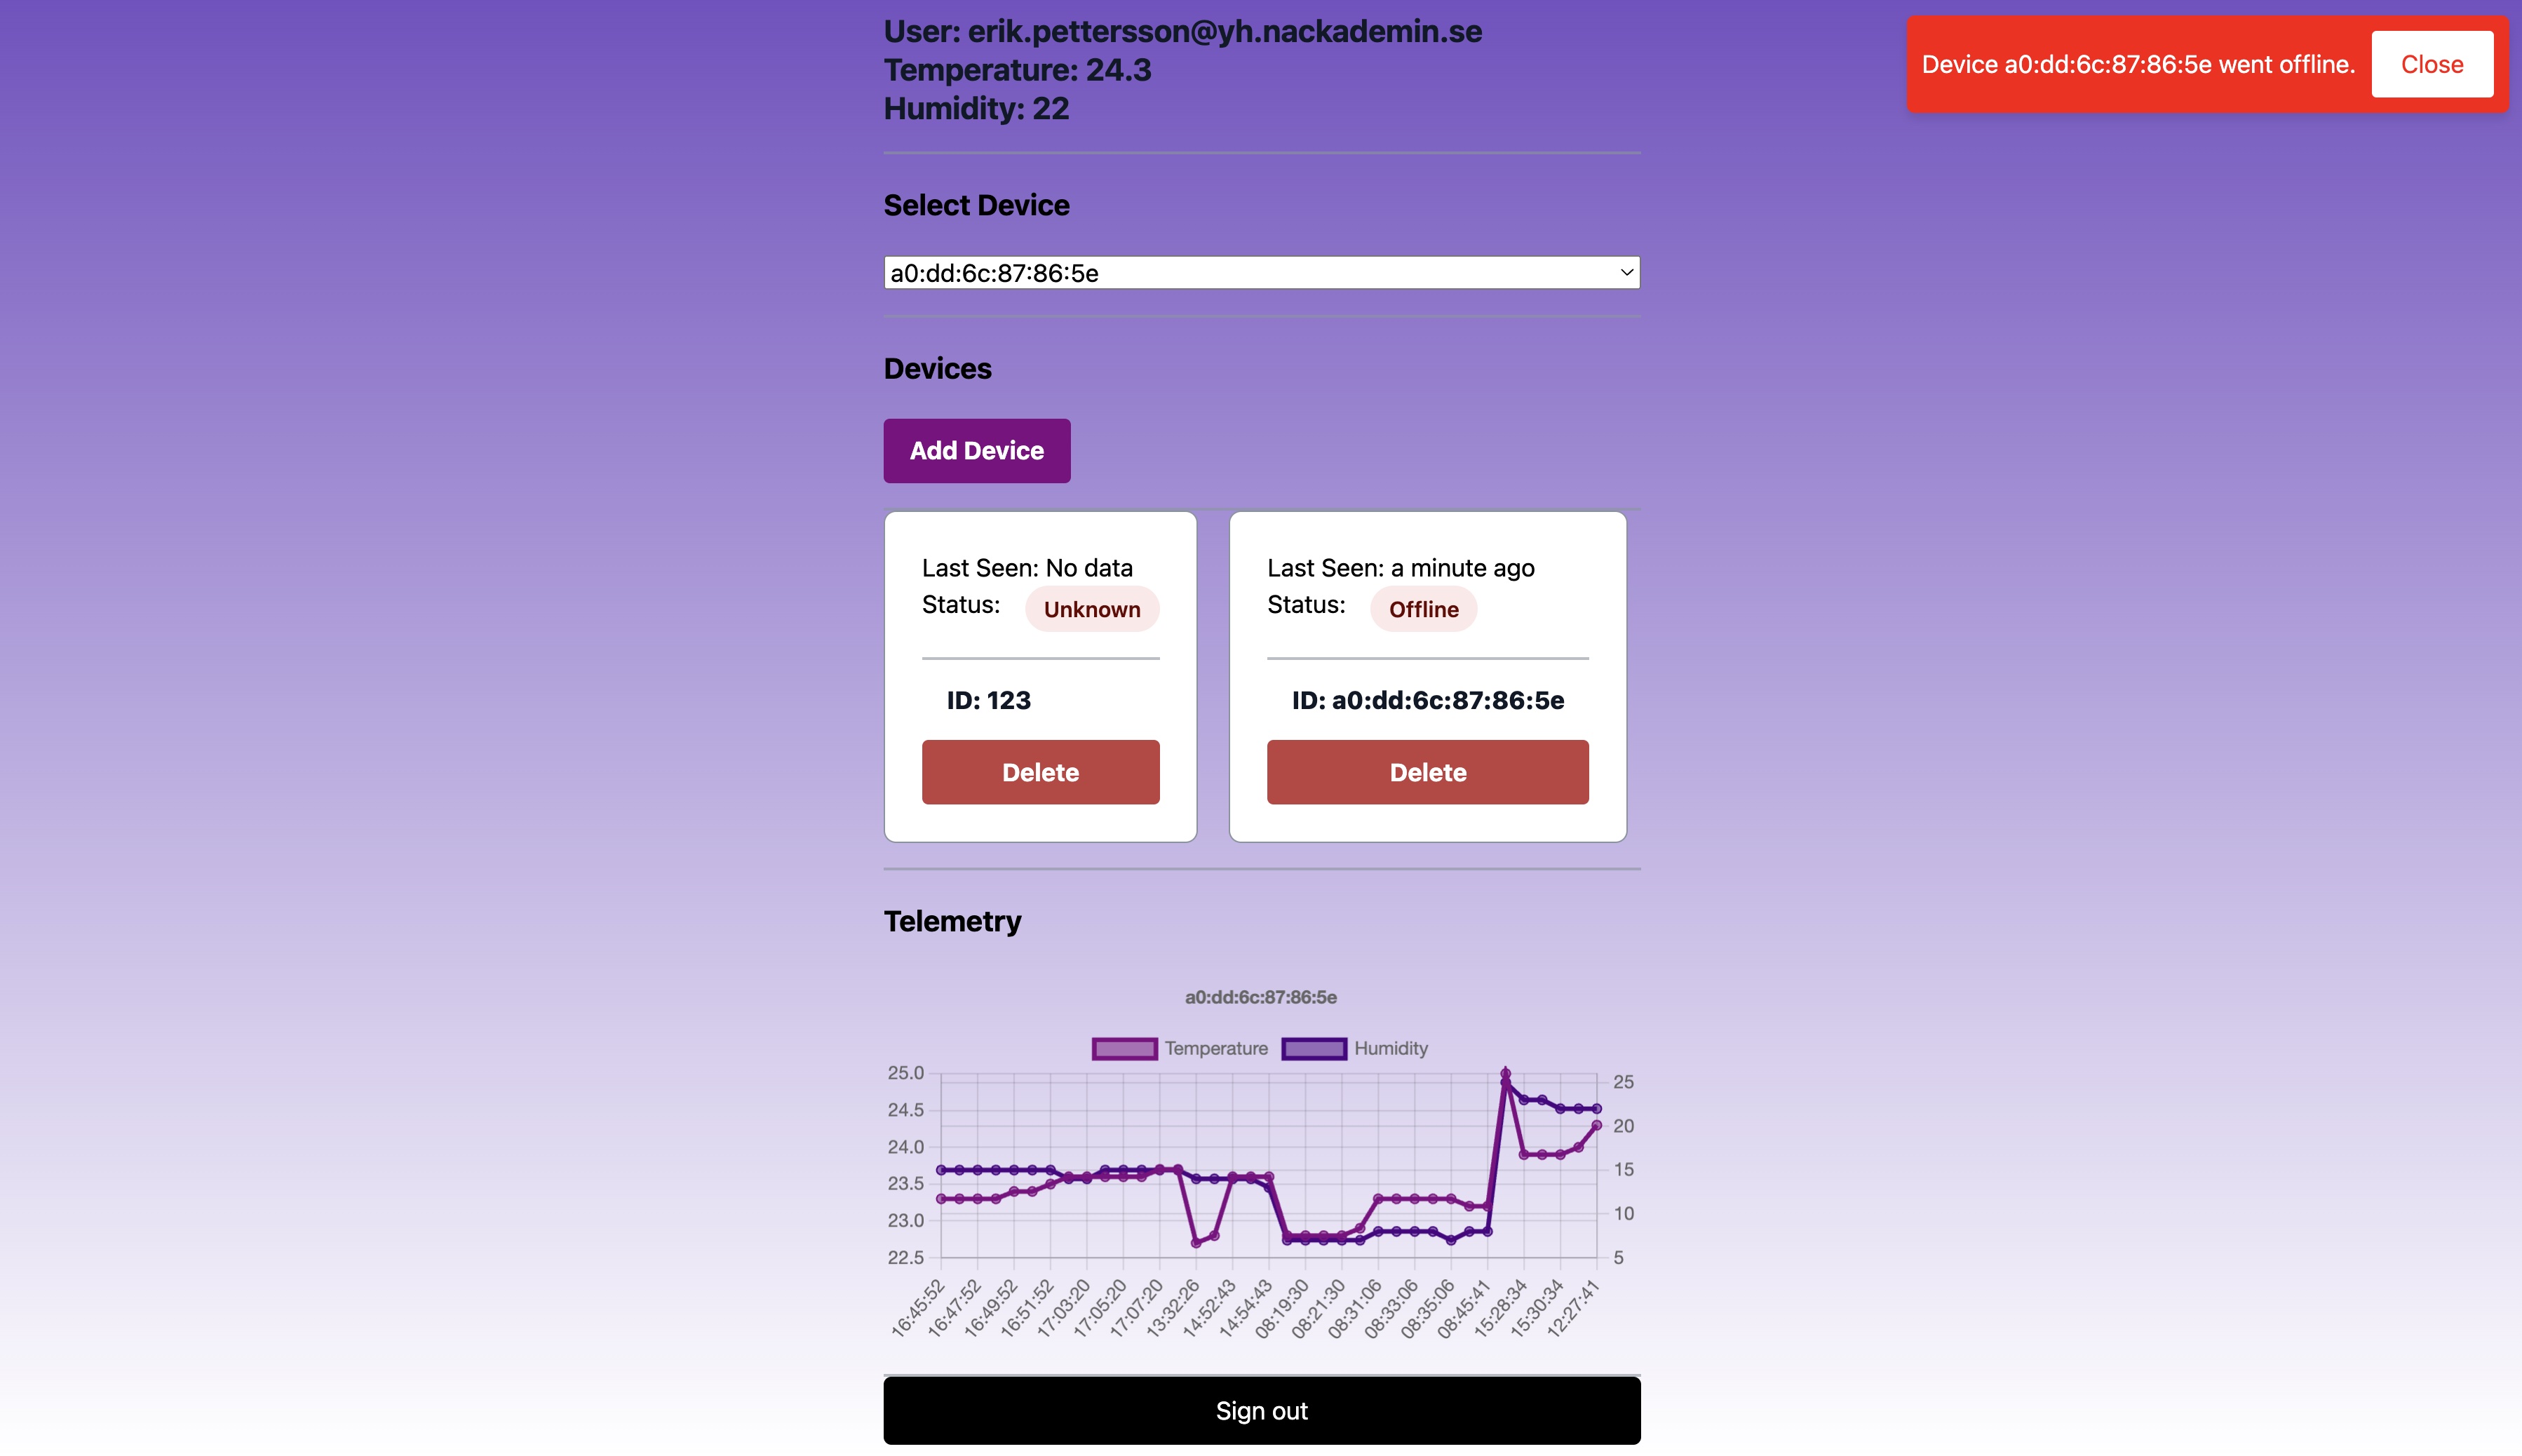 User: erik.pettersson@yh.nackademin.se
Temperature: 24.3
Humidity: 22
Device a0:dd:6c:87:86:5e went offline.
Close
Select Device
a0:dd:6c:87:86:5e
Devices
Add Device
Last Seen: No data
Status: Unknown
ID: 123
Delete
Last Seen: a minute ago
Status: Offline
ID: a0:dd:6c:87:86:5e
Delete
Telemetry
a0:dd:6c:87:86:5e
Temperature Humidity
25.0
24.5
24.0
23.5
23.0
22.5
25
20
15
10
5
16:45:52
16:47:52
16:49:52
16:51:52
17:03:20
17:05:20
17:07:20
13:32:26
14:52:43
14:54:43
08:19:30
08:21:30
08:31:06
08:33:06
08:35:06
08:45:41
15:28:34
15:30:34
12:27:41
Sign out